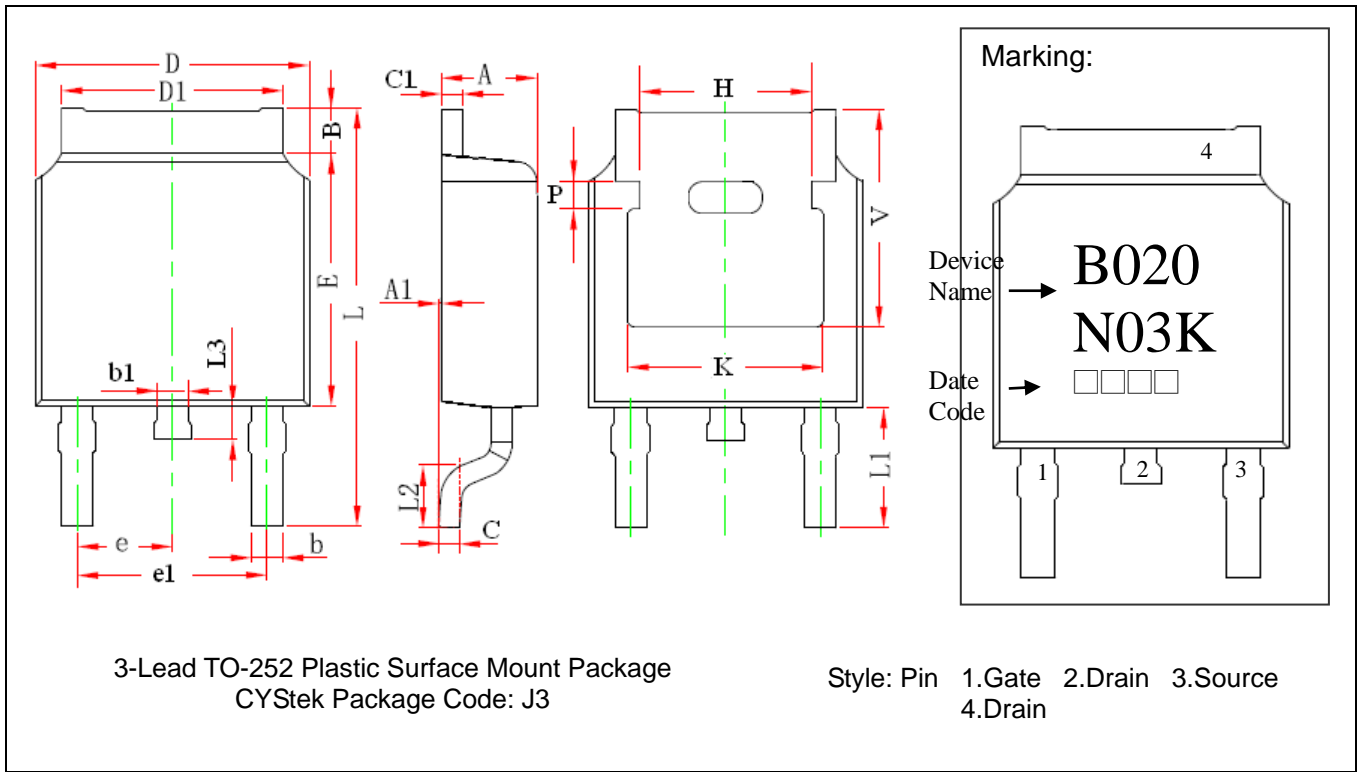 D
D1
B
E
L
L3
b1
e
e1
b
C1
A
A1
L2
C
H
P
V
K
L1
Marking:
4
Device
Name
B020
N03K
Date
Code
□□□□
1
2
3
3-Lead TO-252 Plastic Surface Mount Package
CYStek Package Code: J3
Style: Pin 1.Gate 2.Drain 3.Source
4.Drain